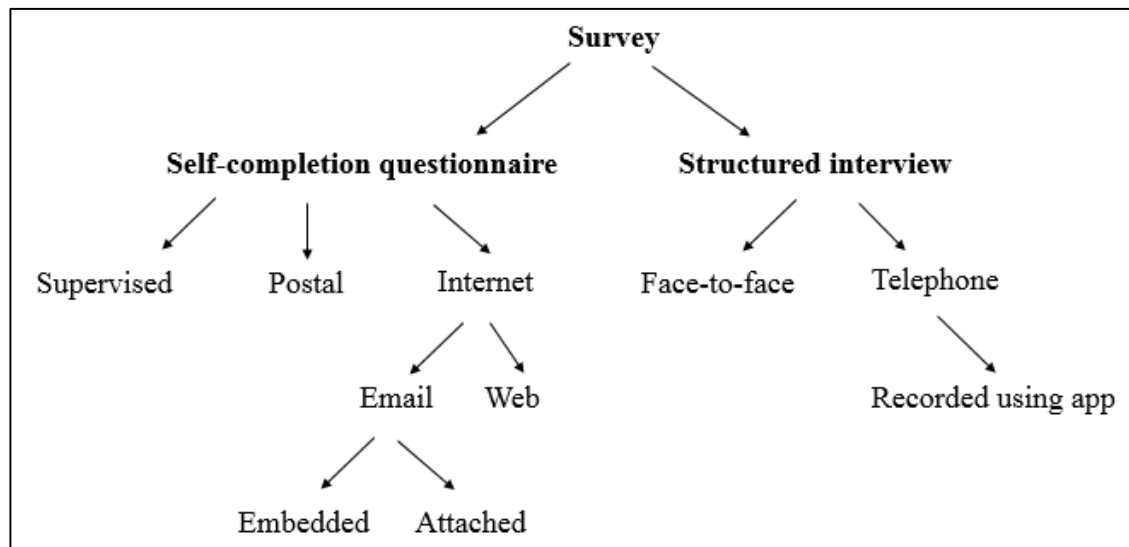 Survey
Self-completion questionnaire
Structured interview
Supervised
Postal
Internet
Face-to-face
Telephone
Email
Web
Recorded using app
Embedded
Attached